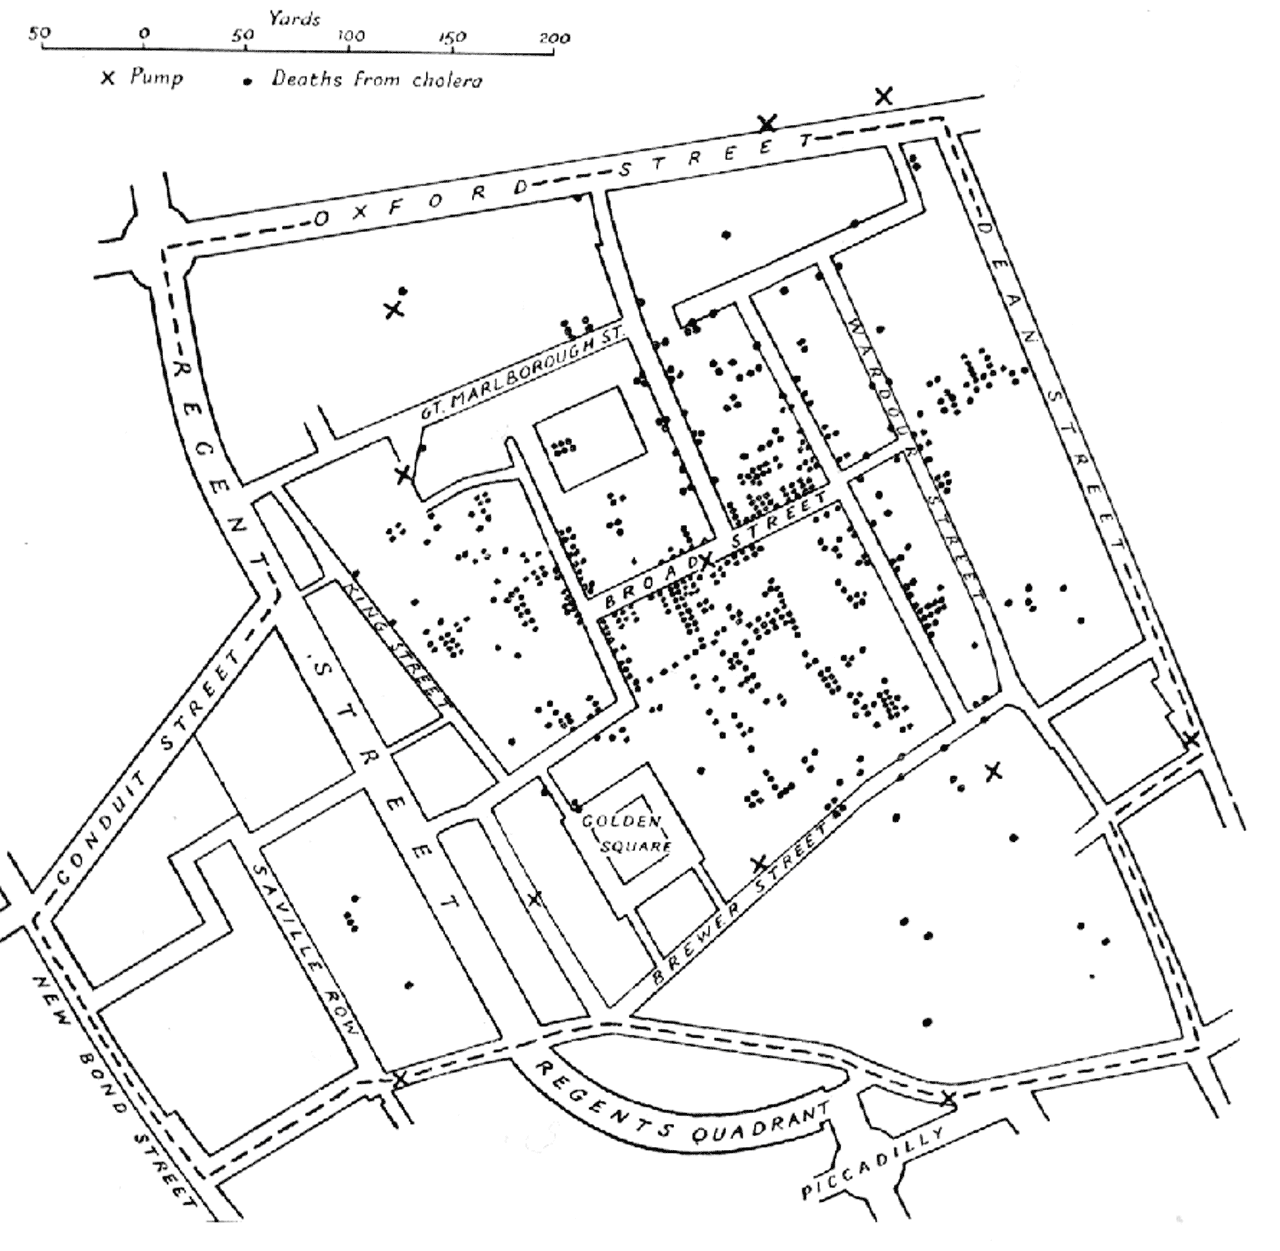 Yards
50 0 50 100 150 200
X Pump • Deaths from cholera
OXFORD STREET
DEAN STREET
REGENT STREET
GT. MARLBOROUGH ST.
WARDOUR STREET
BROAD STREET
KING STREET
CONDUIT STREET
GOLDEN
SQUARE
SAVILLE ROW
BREWER STREET
NEW BOND STREET
REGENTS QUADRANT
PICCADILLY